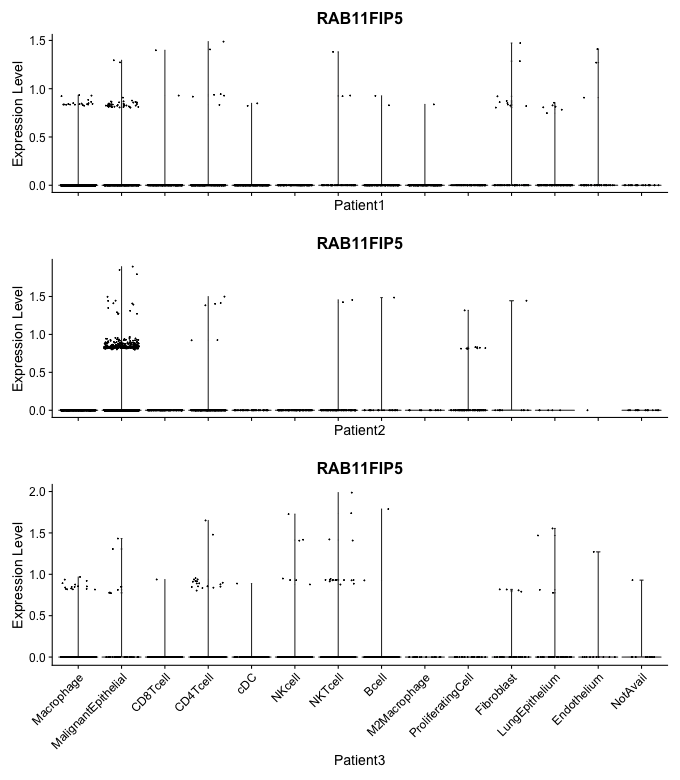 RAB11FIP5
Expression Level
1.5
1.0
0.5
0.0
Patient1
RAB11FIP5
Expression Level
1.5
1.0
0.5
0.0
Patient2
RAB11FIP5
Expression Level
2.0
1.5
1.0
0.5
0.0
Macrophage
MalignantEpithelial
CD8Tcell
CD4Tcell
cDC
NKcell
NKTcell
Bcell
M2Macrophage
ProliferatingCell
Fibroblast
LungEpithelium
Endothelium
NotAvail
Patient3